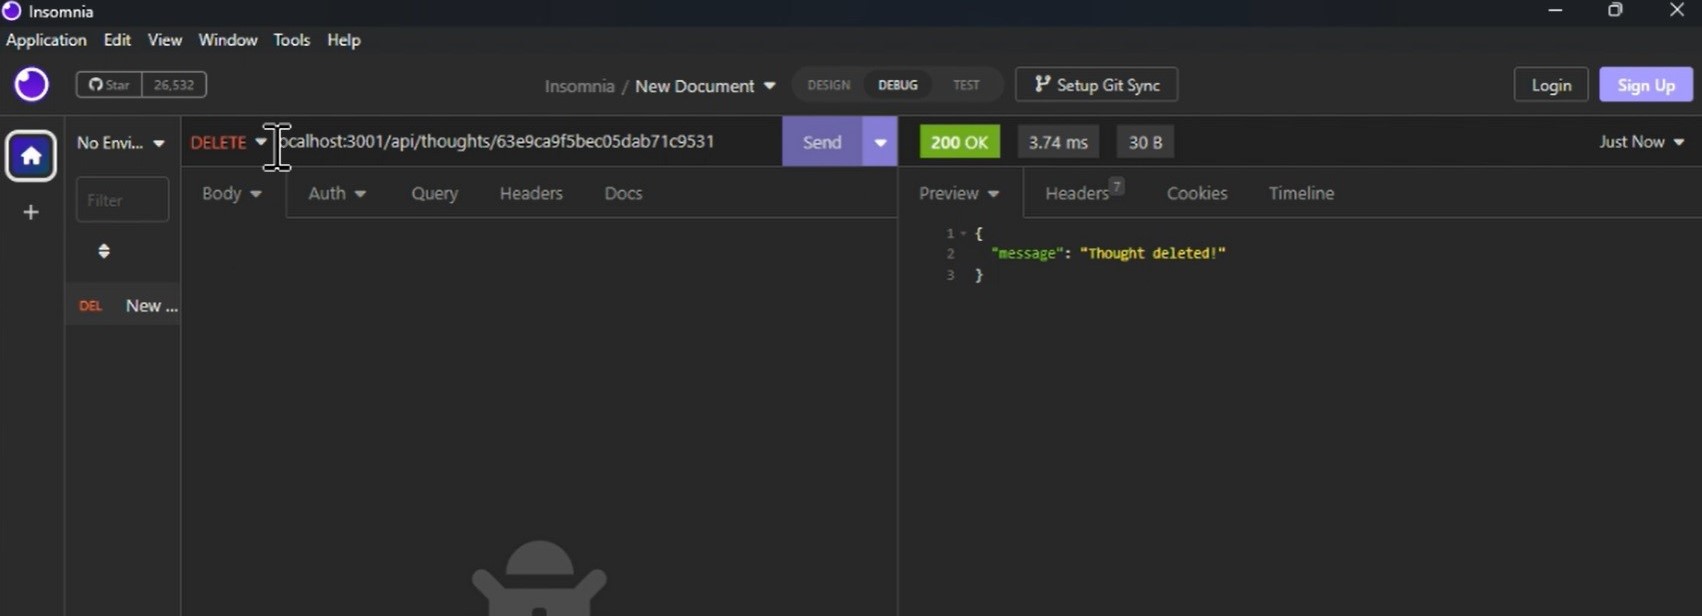 Insomnia
Application Edit View Window Tools Help
Star 26,532 Insomnia / New Document DESIGN DEBUG TEST Setup Git Sync Login Sign Up
No Envi... DELETE ocalhost:3001/api/thoughts/63e9ca9f5bec05dab71c9531 Send 200 OK 3.74 ms 30 B Just Now
Filter Body Auth Query Headers Docs Preview Headers 7 Cookies Timeline
1 {
2 "message": "Thought deleted!"
3 }
DEL New ...